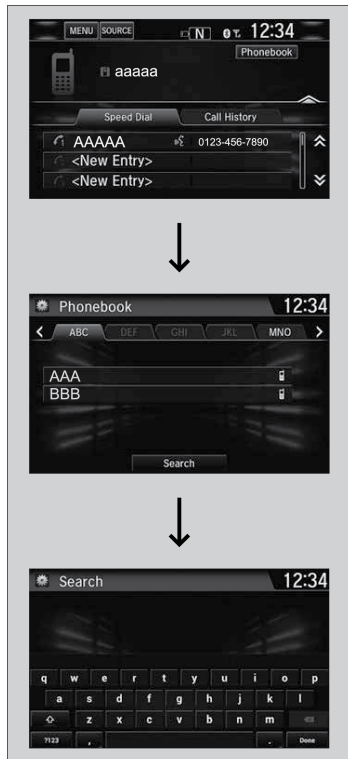 MENU SOURCE N 12:34
Phonebook
aaaaa
Speed Dial Call History
AAAAA 0123-456-7890
<New Entry>
<New Entry>
Phonebook 12:34
ABC DEF GHI JKL MNO
AAA
BBB
Search
Search 12:34
q w e r t y u i o p
a s d f g h j k l
z x c v b n m
?123 , . Done